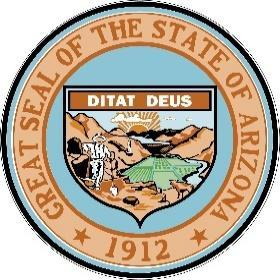 GREAT SEAL OF THE STATE OF ARIZONA
DITAT DEUS
1912